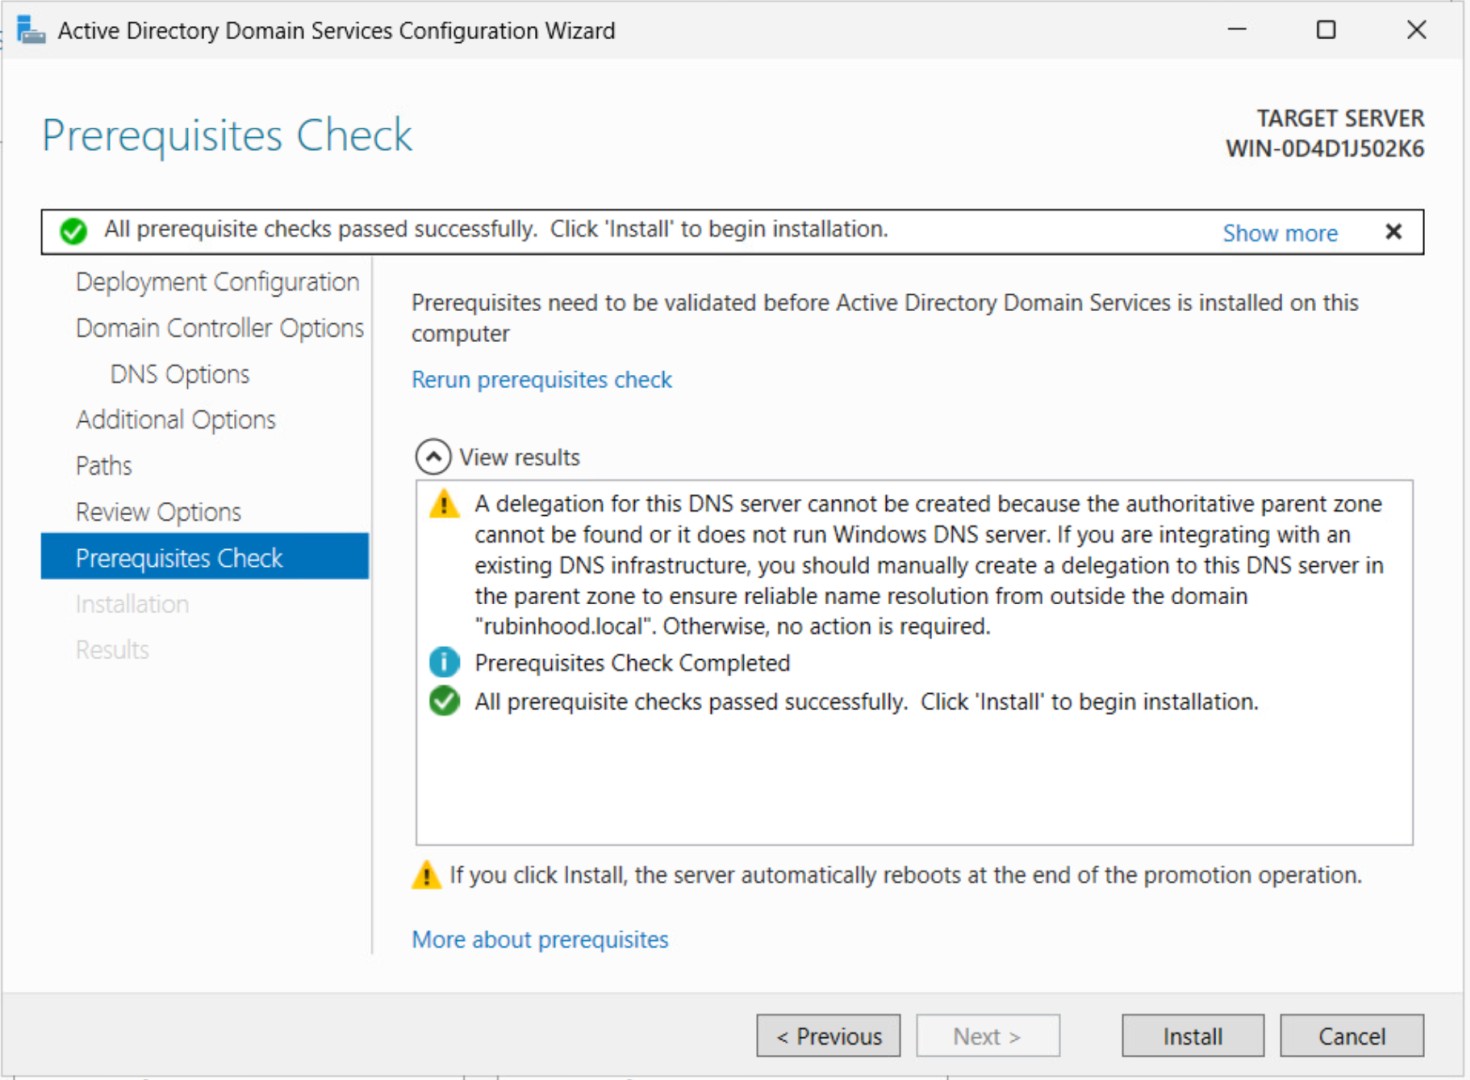 Active Directory Domain Services Configuration Wizard
Prerequisites Check
TARGET SERVER
WIN-0D4D1J502K6
All prerequisite checks passed successfully.  Click 'Install' to begin installation.
Show more
Deployment Configuration
Domain Controller Options
DNS Options
Additional Options
Paths
Review Options
Prerequisites Check
Installation
Results
Prerequisites need to be validated before Active Directory Domain Services is installed on this
computer
Rerun prerequisites check
View results
A delegation for this DNS server cannot be created because the authoritative parent zone
cannot be found or it does not run Windows DNS server. If you are integrating with an
existing DNS infrastructure, you should manually create a delegation to this DNS server in
the parent zone to ensure reliable name resolution from outside the domain
"rubinhood.local". Otherwise, no action is required.
Prerequisites Check Completed
All prerequisite checks passed successfully.  Click 'Install' to begin installation.
If you click Install, the server automatically reboots at the end of the promotion operation.
More about prerequisites
< Previous
Next >
Install
Cancel